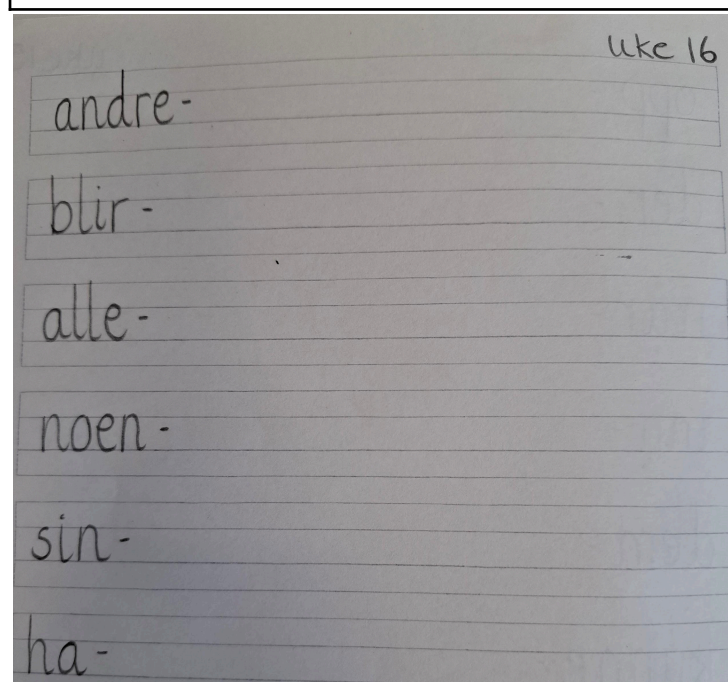 uke 16
andre-
blir-
alle-
noen-
sin-
ha-